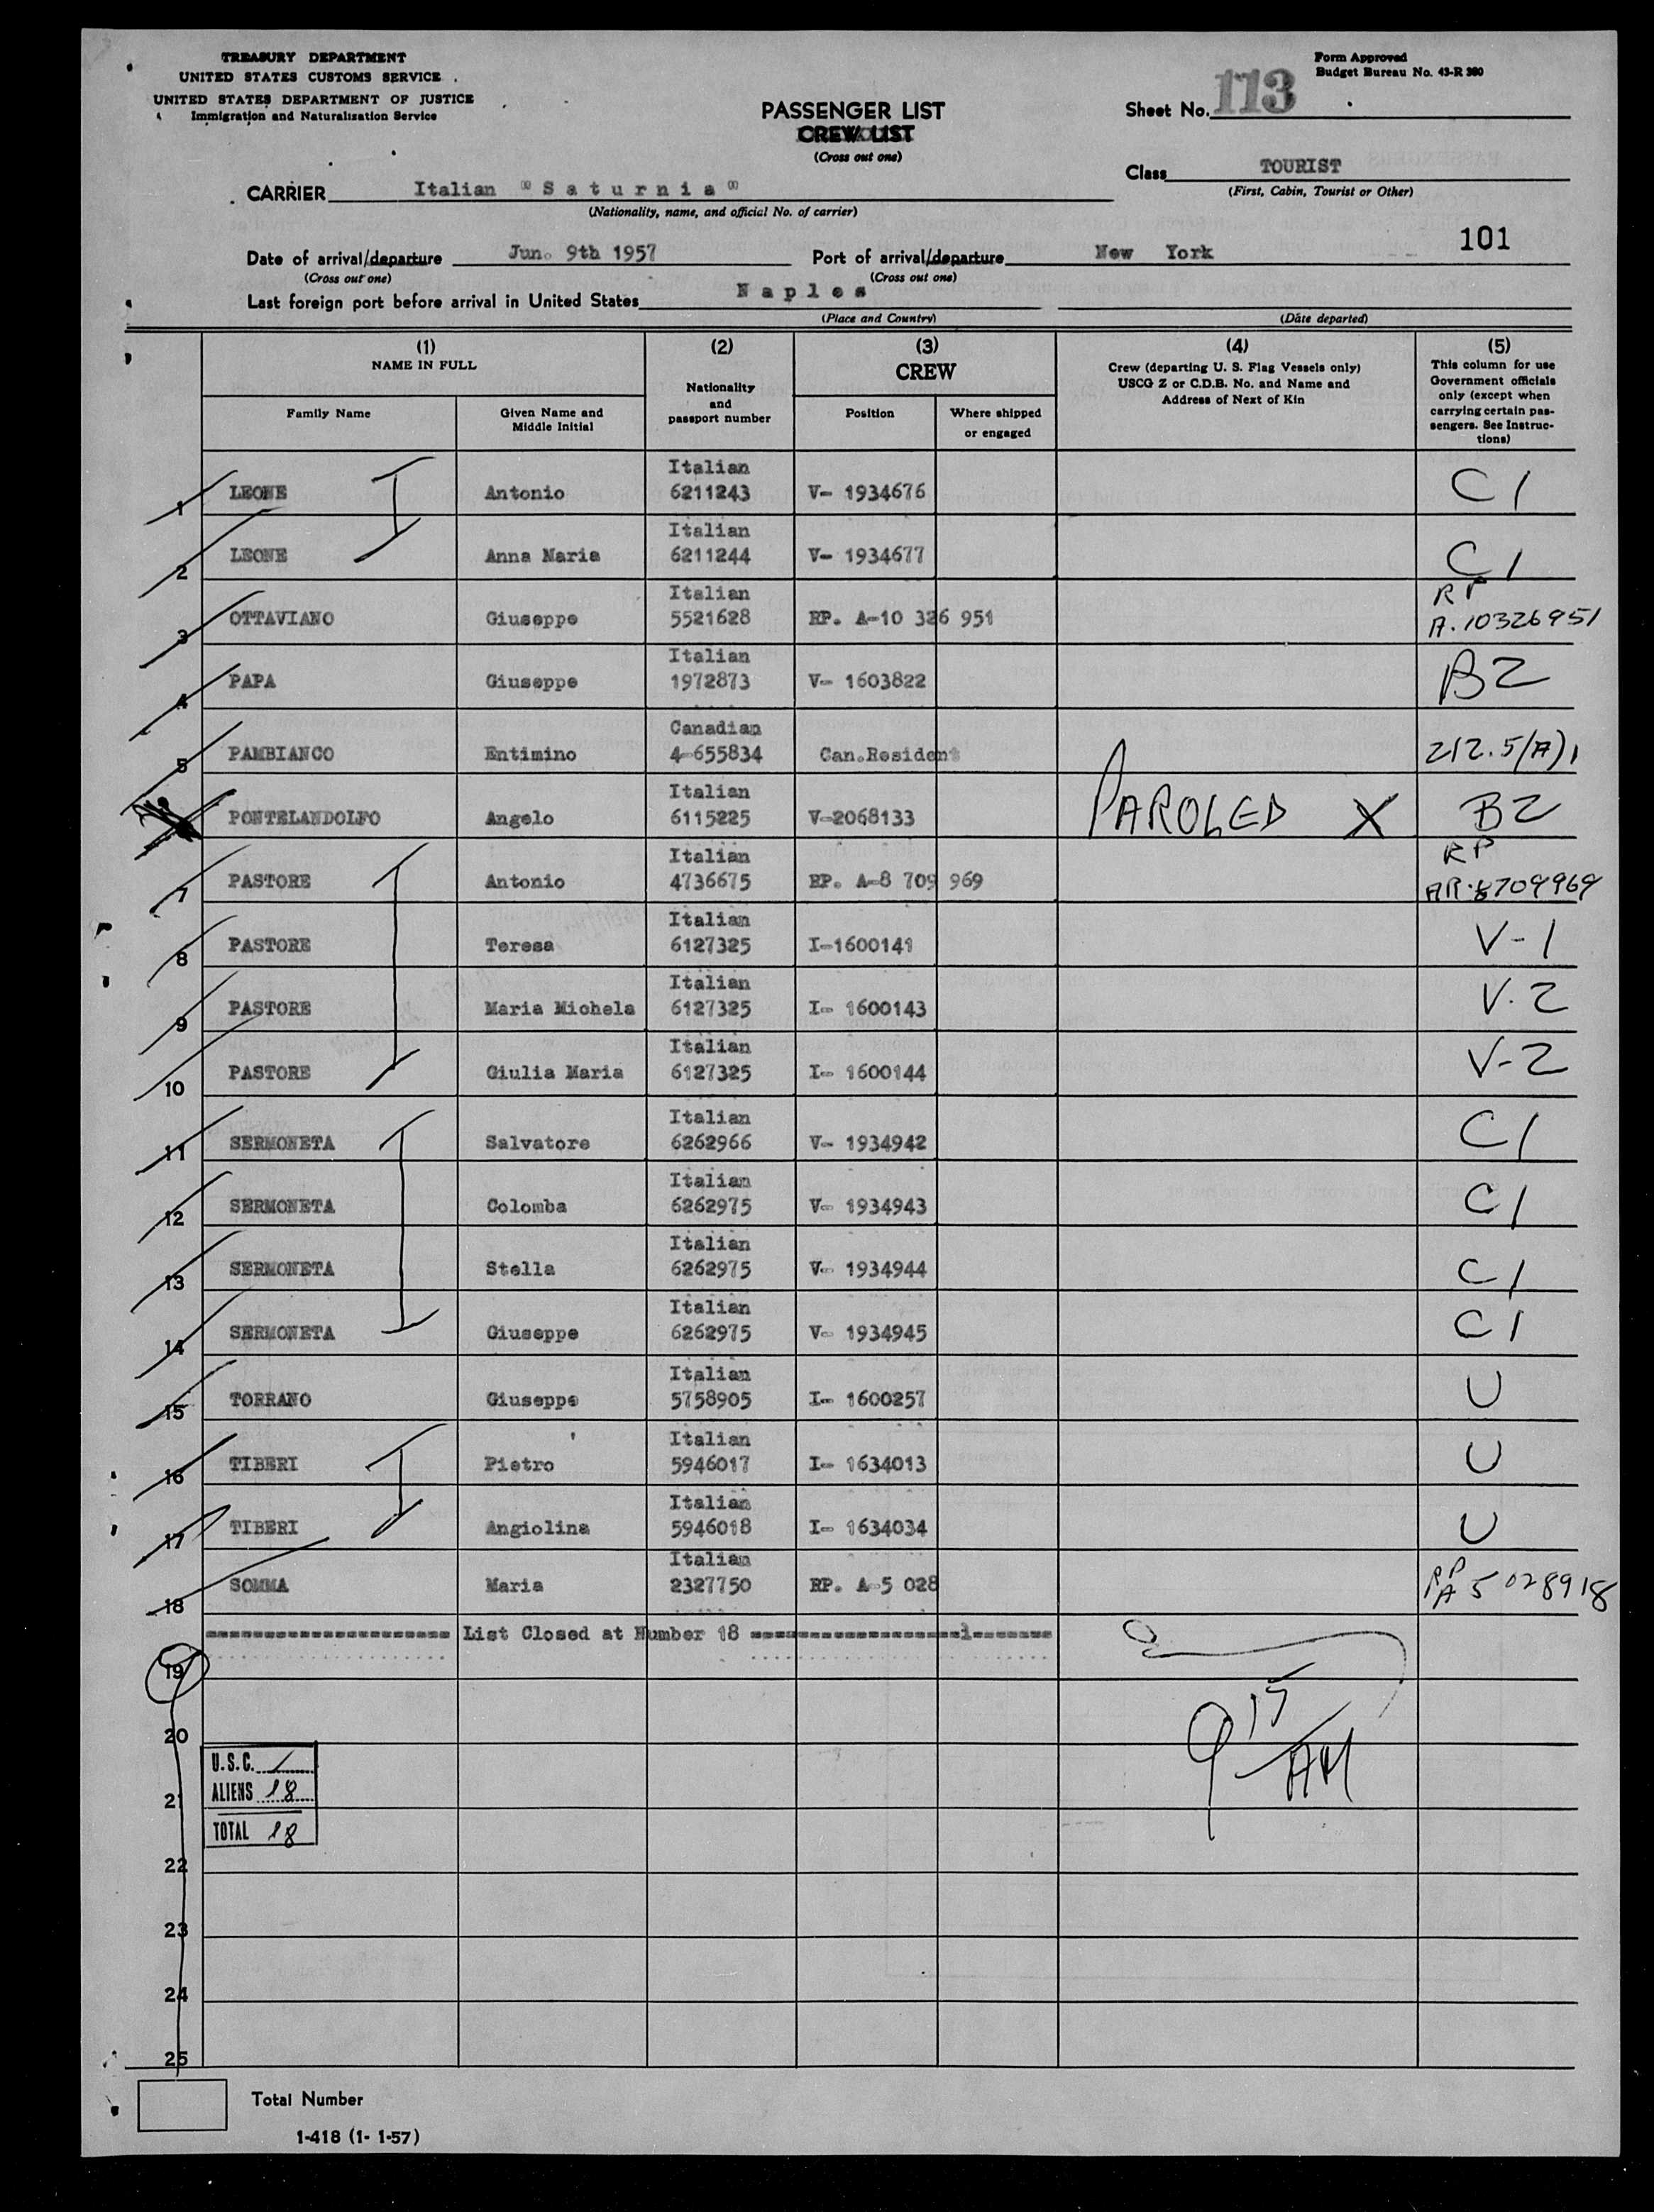 TREASURY DEPARTMENT
UNITED STATES CUSTOMS SERVICE
UNITED STATES DEPARTMENT OF JUSTICE
Immigration and Naturalization Service
Form Approved
Budget Bureau No. 43-R 380
PASSENGER LIST
CREW LIST
(Cross out one)
Sheet No. 113
Class TOURIST
(First, Cabin, Tourist or Other)
CARRIER Italian "Saturnia"
(Nationality, name, and official No. of carrier)
101
Date of arrival/departure Jun. 9th 1957 Port of arrival/departure New York
(Cross out one) (Cross out one)
Last foreign port before arrival in United States Naples
(Place and Country) (Date departed)
(1) NAME IN FULL
Family Name
Given Name and Middle Initial
(2) Nationality and passport number
(3) CREW
Position
Where shipped or engaged
(4) Crew (departing U. S. Flag Vessels only) USCG Z or C.D.B. No. and Name and Address of Next of Kin
(5) This column for use Government officials only (except when carrying certain passengers. See Instructions)
1 LEONE Antonio Italian 6211243 V- 1934676 C1
2 LEONE Anna Maria Italian 6211244 V- 1934677 C1
3 OTTAVIANO Giuseppe Italian 5521628 RP. A-10 326 951 RP A.10326951
4 PAPA Giuseppe Italian 1972873 V- 1603822 B2
5 PAMBIANCO Entimino Canadian 4-655834 Can.Resident 212.5(A)1
PONTELANDOLFO Angelo Italian 6115225 V-2068133 PAROLED X B2
7 PASTORE Antonio Italian 4736675 RP. A-8 709 969 RP AR.8709969
8 PASTORE Teresa Italian 6127325 I-1600141 V-1
9 PASTORE Maria Michela Italian 6127325 I- 1600143 V.2
10 PASTORE Giulia Maria Italian 6127325 I- 1600144 V-2
11 SERMONETA Salvatore Italian 6262966 V- 1934942 C1
12 SERMONETA Colomba Italian 6262975 V- 1934943 C1
13 SERMONETA Stella Italian 6262975 V- 1934944 C1
14 SERMONETA Giuseppe Italian 6262975 V- 1934945 C1
15 TORRANO Giuseppe Italian 5758905 I- 1600257 U
16 TIBERI Pietro Italian 5946017 I- 1634013 U
17 TIBERI Angiolina Italian 5946018 I- 1634034 U
18 SOMMA Maria Italian 2327750 RP. A-5 028 RP A 5 028918
List Closed at Number 18
19
9 15 AM
20
U.S.C. /
ALIENS 18
21
TOTAL 18
22
23
24
25
Total Number
1-418 (1- 1-57)